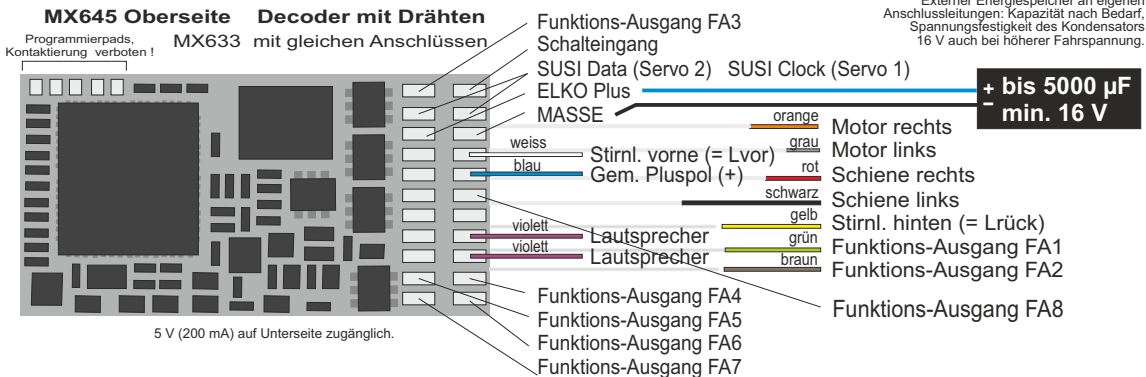 MX645 Oberseite Decoder mit Drähten
MX633 mit gleichen Anschlüssen
Programmierpads,
Kontaktierung verboten !
Externer Energiespeicher an eigenen
Anschlussleitungen: Kapazität nach Bedarf,
Spannungsfestigkeit des Kondensators
16 V auch bei höherer Fahrspannung.
Funktions-Ausgang FA3
Schalteingang
SUSI Data (Servo 2) SUSI Clock (Servo 1)
ELKO Plus
MASSE
+ bis 5000 µF
– min. 16 V
weiss
Stirnl. vorne (= Lvor)
blau
Gem. Pluspol (+)
orange
Motor rechts
grau
Motor links
rot
Schiene rechts
schwarz
Schiene links
gelb
Stirnl. hinten (= Lrück)
violett
Lautsprecher
grün
Funktions-Ausgang FA1
violett
Lautsprecher
braun
Funktions-Ausgang FA2
Funktions-Ausgang FA4
Funktions-Ausgang FA8
Funktions-Ausgang FA5
Funktions-Ausgang FA6
Funktions-Ausgang FA7
5 V (200 mA) auf Unterseite zugänglich.